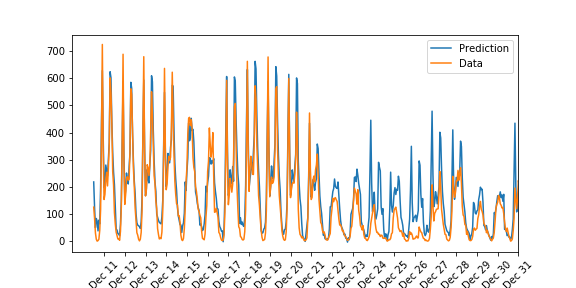 700
600
500
400
300
200
100
0
Prediction
Data
Dec 11
Dec 12
Dec 13
Dec 14
Dec 15
Dec 16
Dec 17
Dec 18
Dec 19
Dec 20
Dec 21
Dec 22
Dec 23
Dec 24
Dec 25
Dec 26
Dec 27
Dec 28
Dec 29
Dec 30
Dec 31